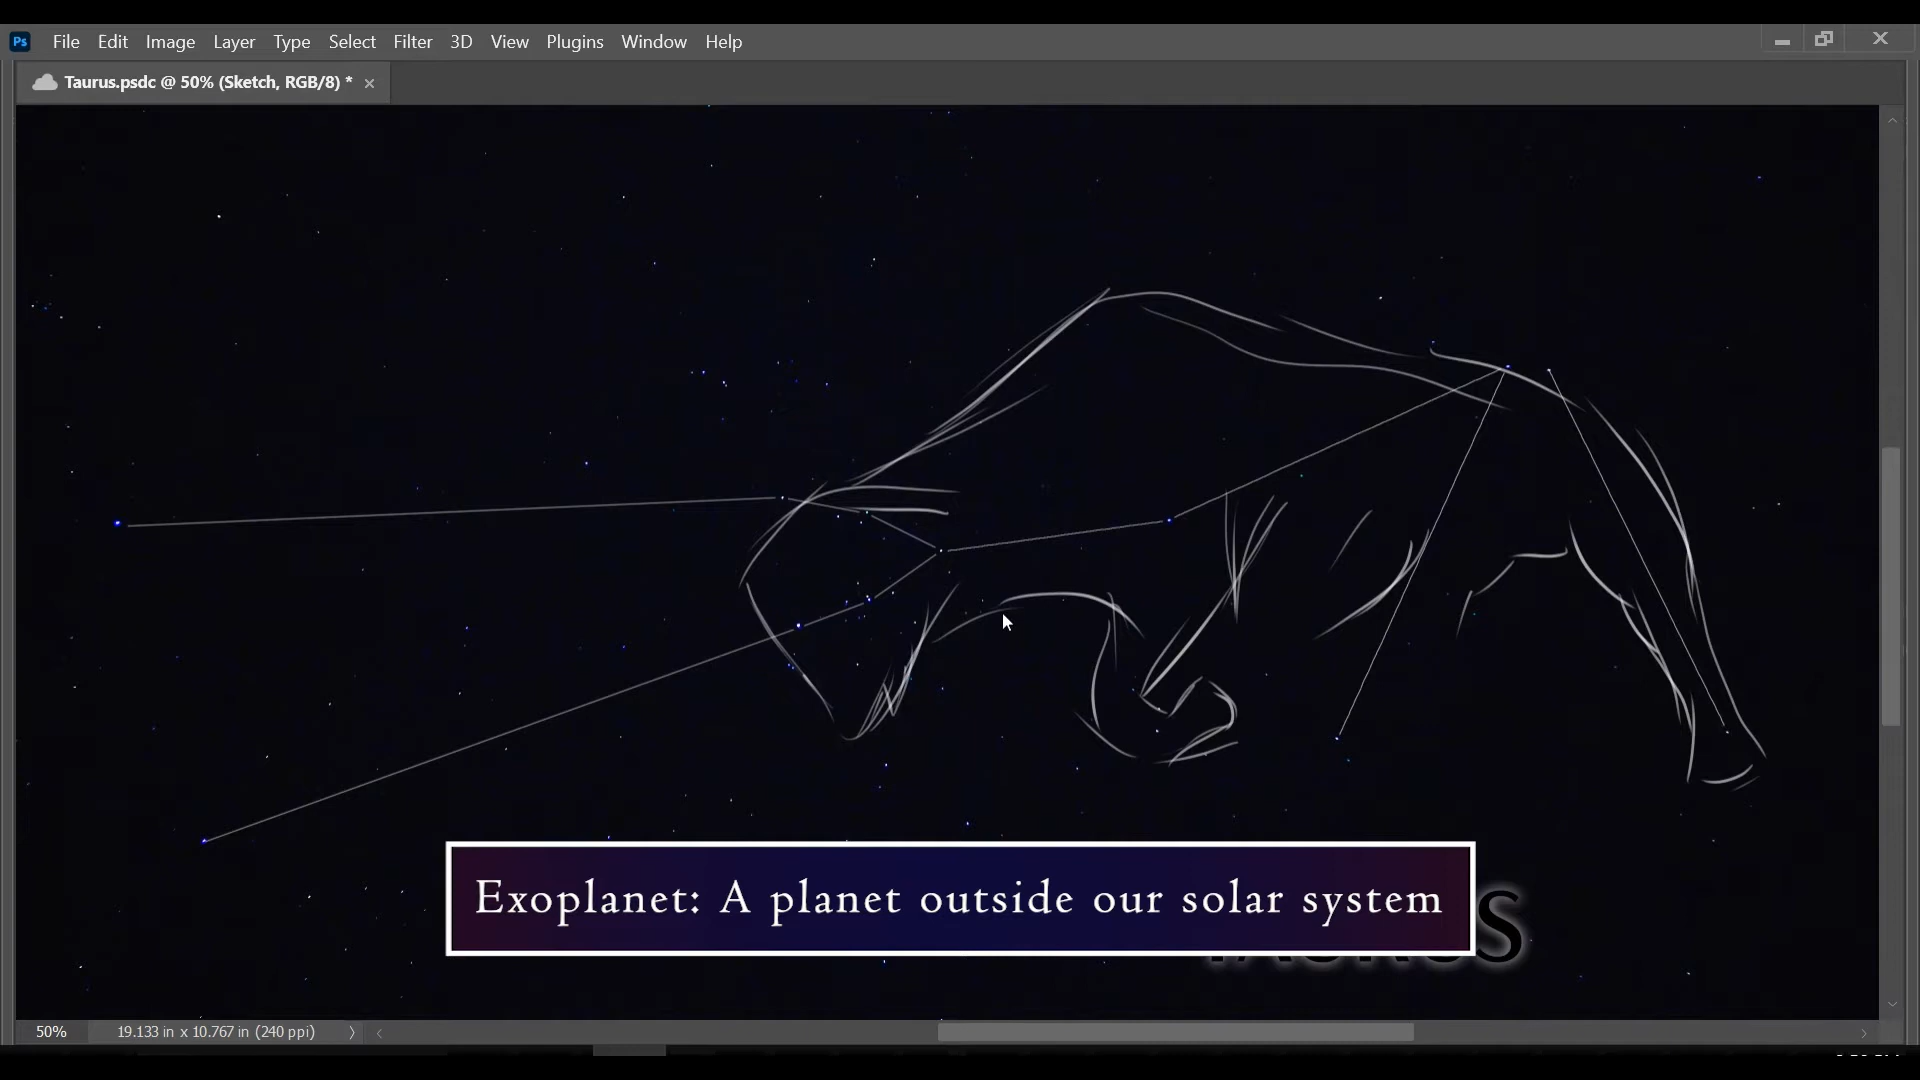 Ps File Edit Image Layer Type Select Filter 3D View Plugins Window Help
Taurus.psdc @ 50% (Sketch, RGB/8) *
Exoplanet: A planet outside our solar system
50% 19.133 in x 10.767 in (240 ppi)